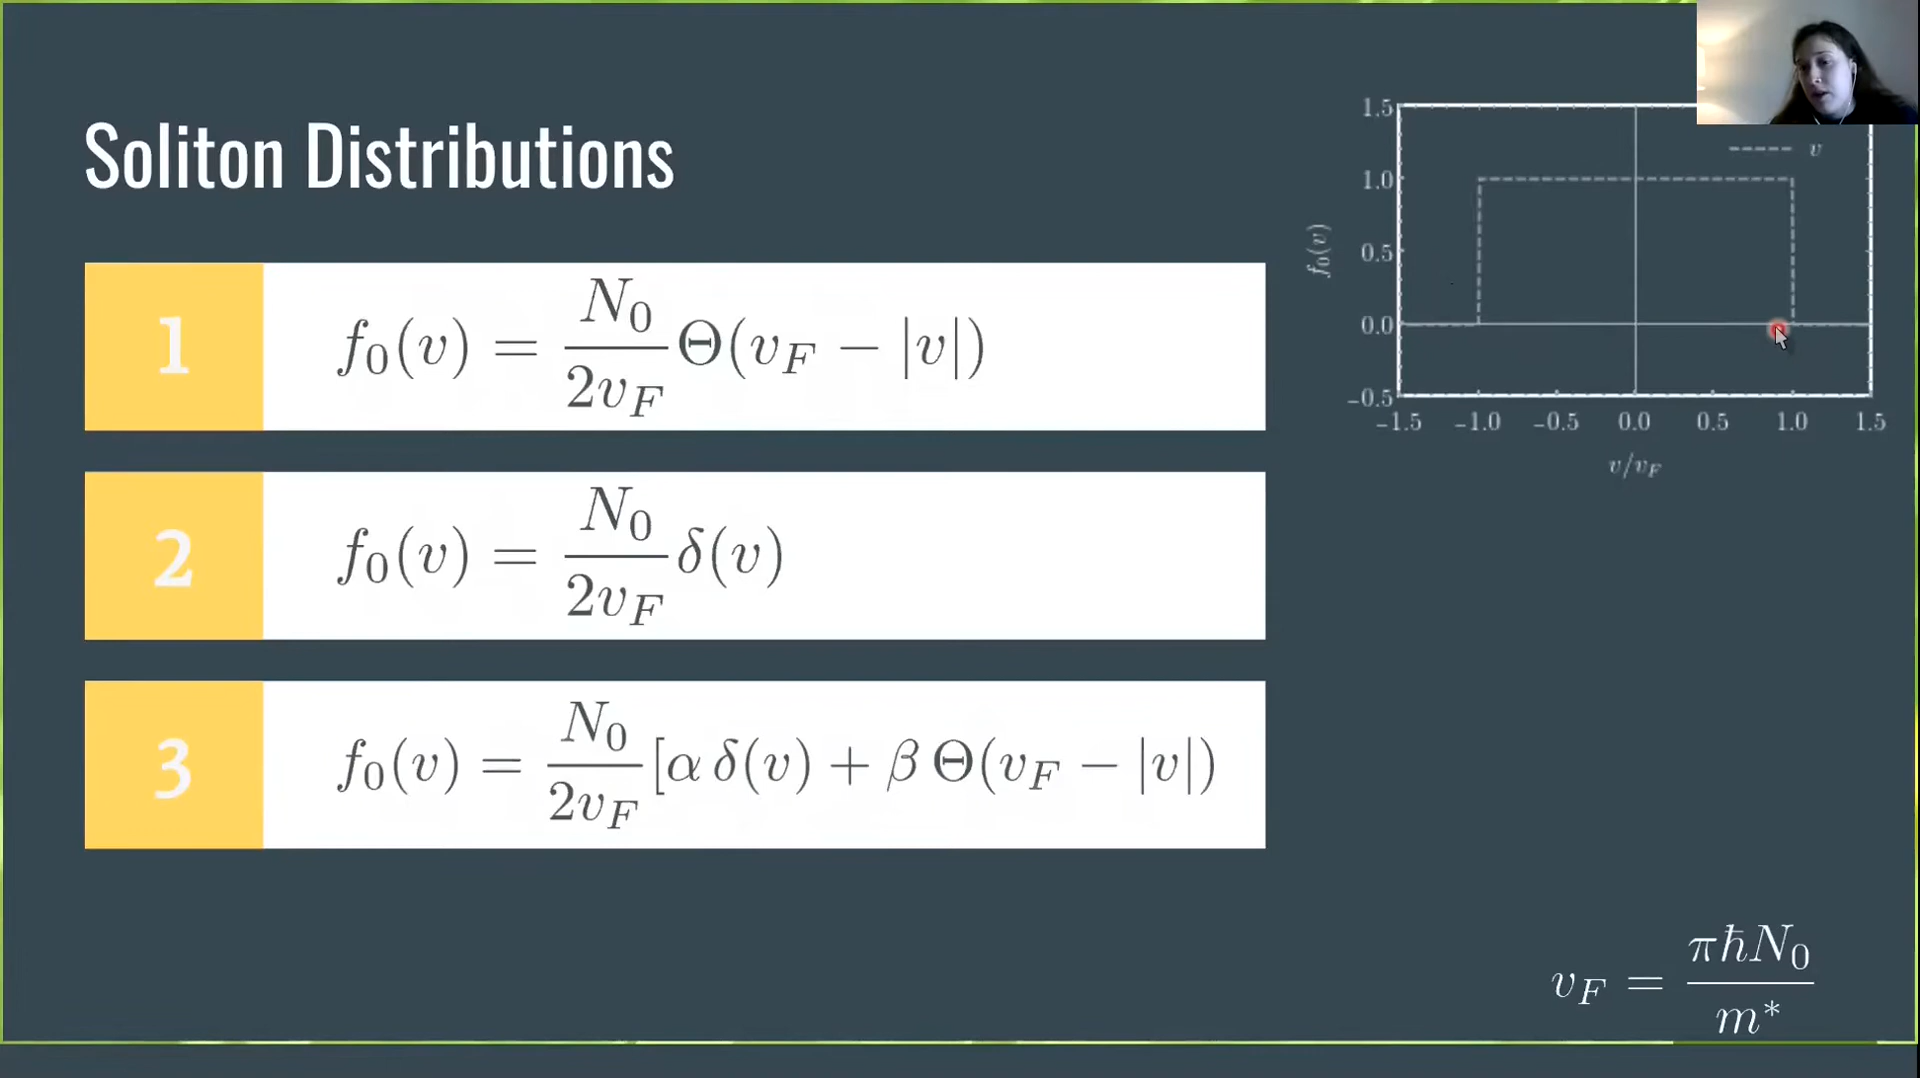 Soliton Distributions
1
f₀(v) = N₀/2v_F Θ(v_F − |v|)
2
f₀(v) = N₀/2v_F δ(v)
3
f₀(v) = N₀/2v_F [α δ(v) + β Θ(v_F − |v|)
1.5
1.0
0.5
0.0
−0.5
f₀(v)
v
−1.5 −1.0 −0.5 0.0 0.5 1.0 1.5
v/v_F
v_F = πℏN₀/m*